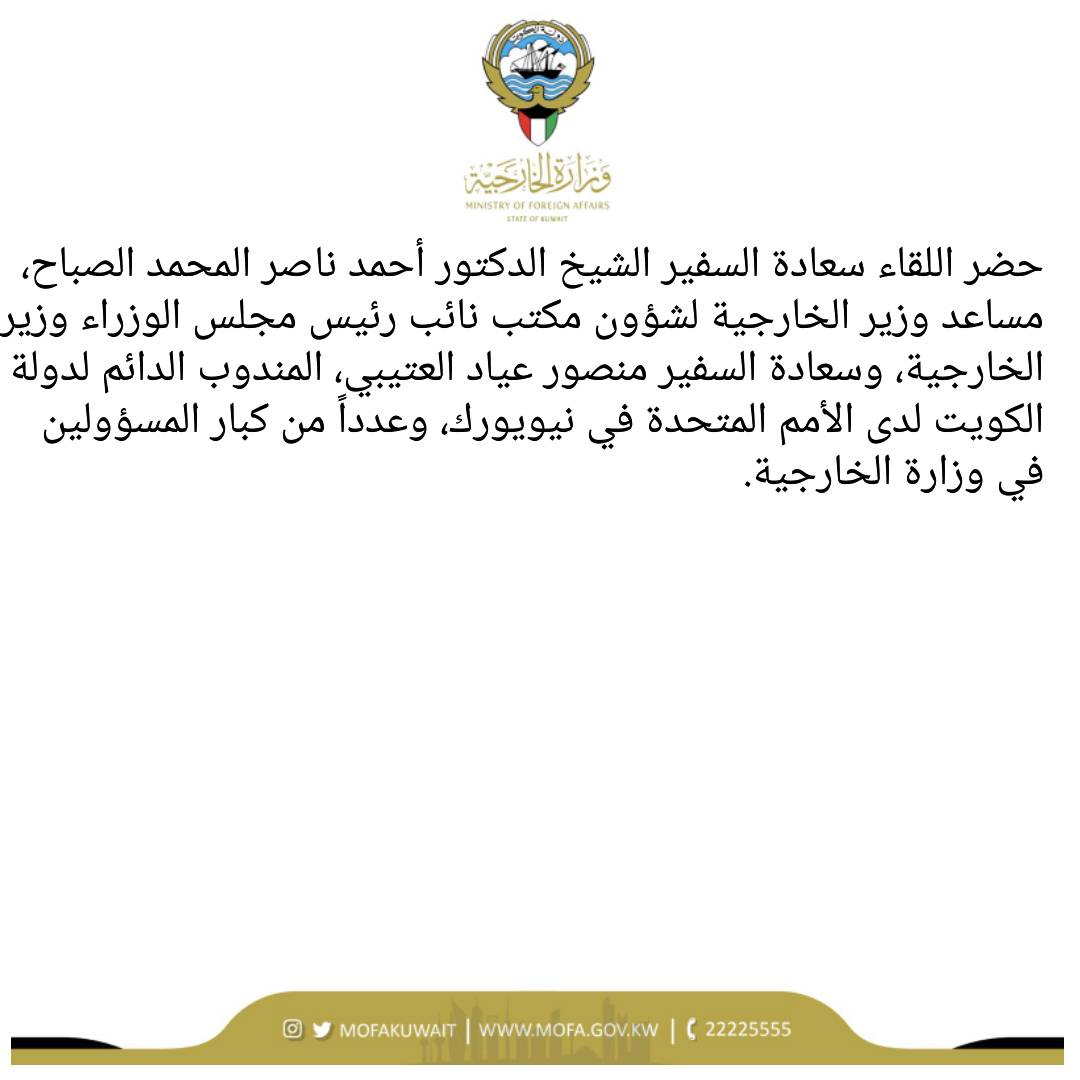 دولة الكويت
وزارة الخارجية
MINISTRY OF FOREIGN AFFAIRS
STATE OF KUWAIT
حضر اللقاء سعادة السفير الشيخ الدكتور أحمد ناصر المحمد الصباح،
مساعد وزير الخارجية لشؤون مكتب نائب رئيس مجلس الوزراء وزير
الخارجية، وسعادة السفير منصور عياد العتيبي، المندوب الدائم لدولة
الكويت لدى الأمم المتحدة في نيويورك، وعدداً من كبار المسؤولين
في وزارة الخارجية.
MOFAKUWAIT | WWW.MOFA.GOV.KW | 22225555